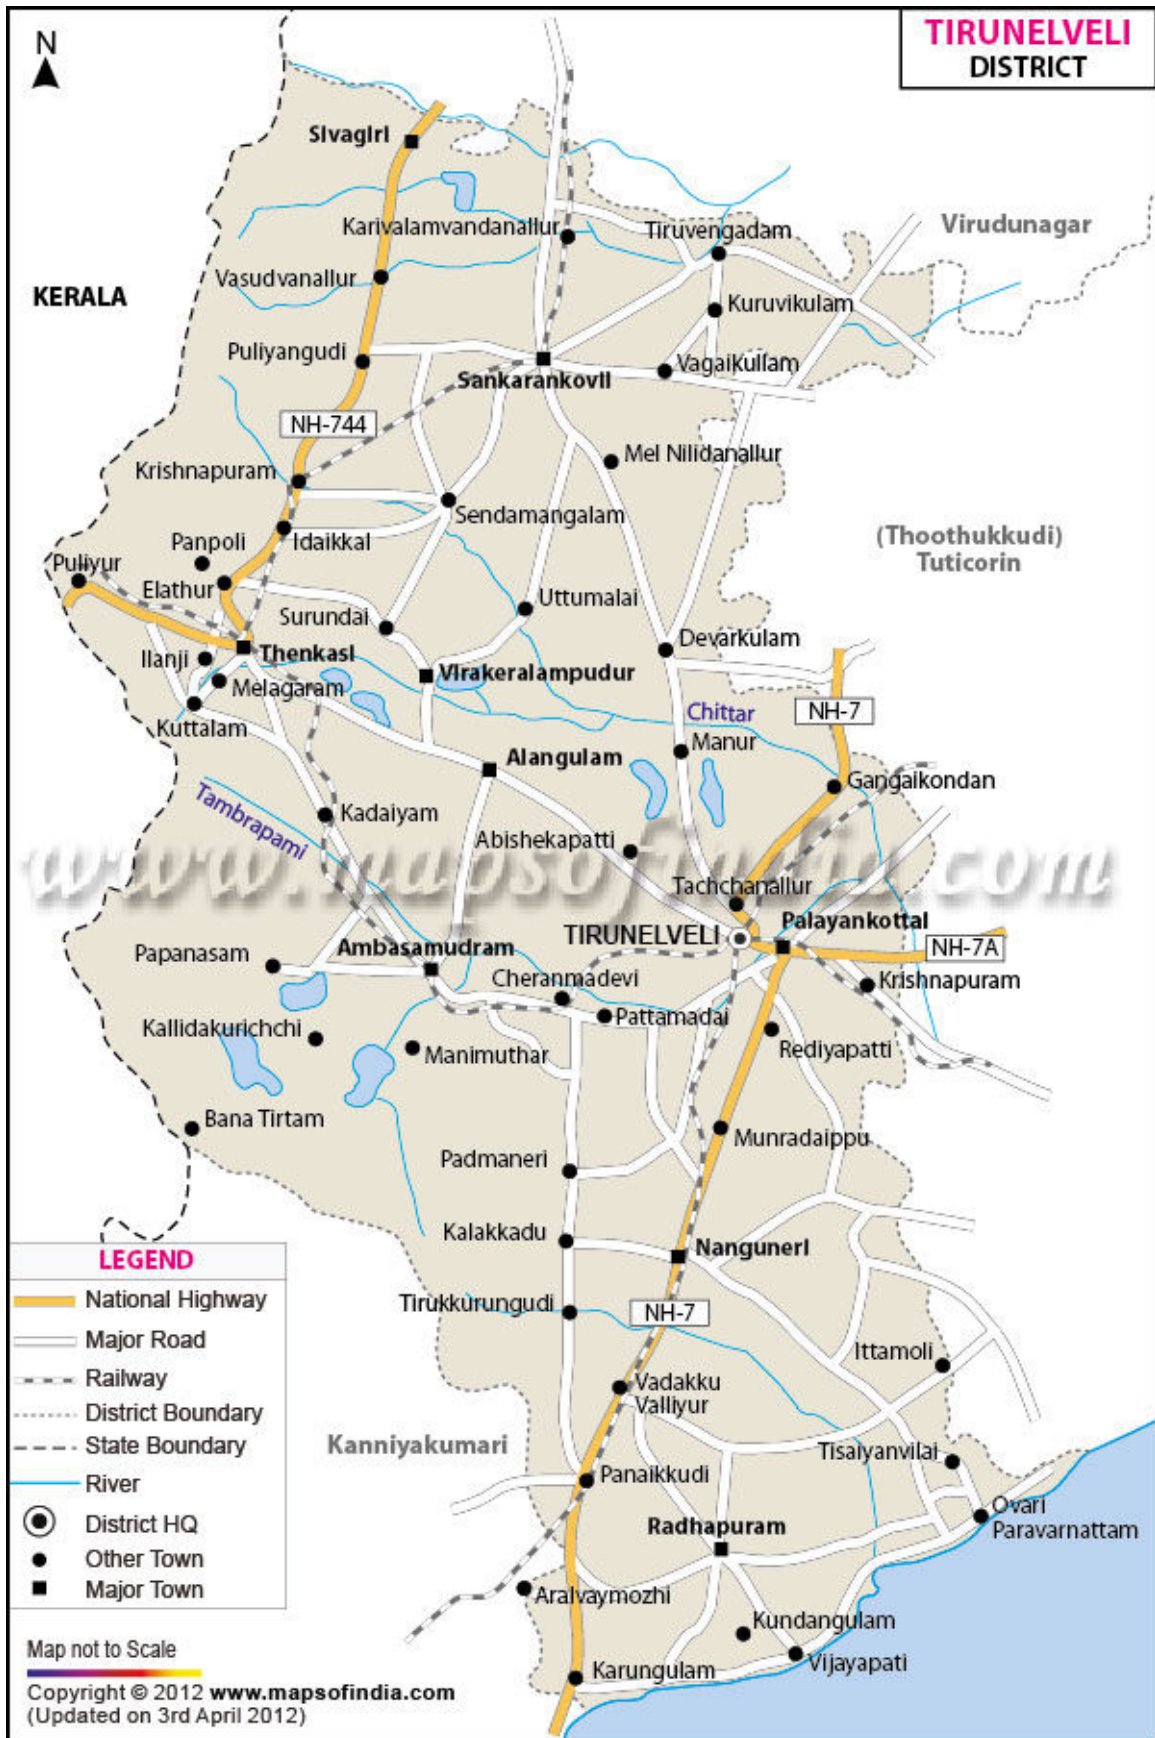 TIRUNELVELI
DISTRICT
N
Sivagiri
Karivalamvandanallur
Tiruvengadam
Virudunagar
Vasudvanallur
KERALA
Kuruvikulam
Puliyangudi
Vagaikullam
Sankarankovil
NH-744
Mel Nilidanallur
Krishnapuram
Sendamangalam
Idaikkal
Panpoli
(Thoothukkudi)
Tuticorin
Puliyur
Elathur
Uttumalai
Surundai
Devarkulam
Ilanji
Thenkasi
Virakeralampudur
Melagaram
Chittar
NH-7
Kuttalam
Manur
Alangulam
Gangaikondan
Tambrapami
Kadaiyam
Abishekapatti
www.mapsofindia.com
Tachchanallur
Palayankottai
TIRUNELVELI
NH-7A
Ambasamudram
Papanasam
Cheranmadevi
Krishnapuram
Pattamadai
Kallidakurichchi
Manimuthar
Rediyapatti
Bana Tirtam
Munradaippu
Padmaneri
Kalakkadu
Nanguneri
Tirukkurungudi
NH-7
Ittamoli
Vadakku
Valliyur
Kanniyakumari
Tisaiyanvilai
Panaikkudi
Ovari
Paravarnattam
Radhapuram
Aralvaymozhi
Kundangulam
Vijayapati
Karungulam
LEGEND
National Highway
Major Road
Railway
District Boundary
State Boundary
River
District HQ
Other Town
Major Town
Map not to Scale
Copyright © 2012 www.mapsofindia.com
(Updated on 3rd April 2012)